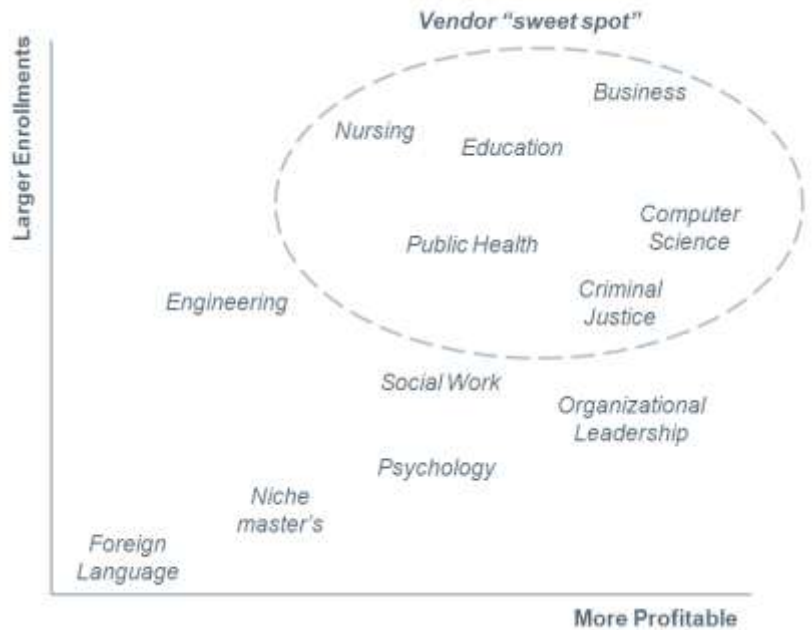 Vendor “sweet spot”
Larger Enrollments
Business
Nursing
Education
Computer
Science
Public Health
Criminal
Justice
Engineering
Social Work
Organizational
Leadership
Psychology
Niche
master’s
Foreign
Language
More Profitable